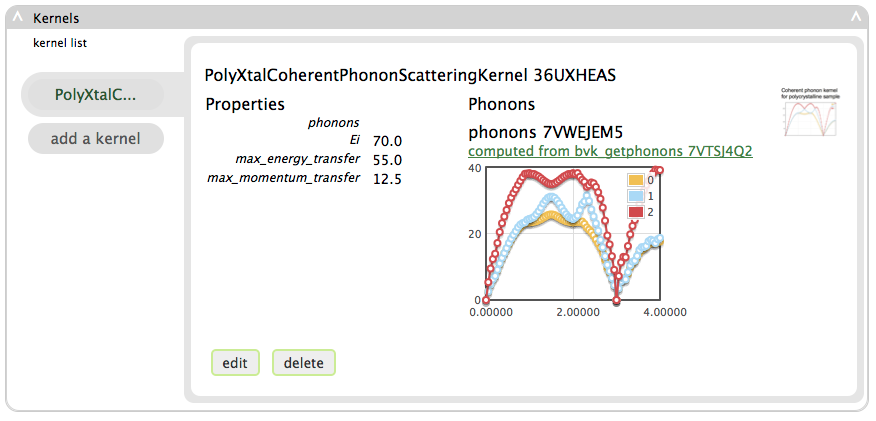 Kernels
kernel list
PolyXtalC...
add a kernel
PolyXtalCoherentPhononScatteringKernel 36UXHEAS
Properties
phonons
Ei 70.0
max_energy_transfer 55.0
max_momentum_transfer 12.5
Phonons
phonons 7VWEJEM5
computed from bvk_getphonons 7VTSJ4Q2
40
20
0
0.00000 2.00000 4.00000
0
1
2
Coherent phonon kernel
for polycrystalline sample
edit delete